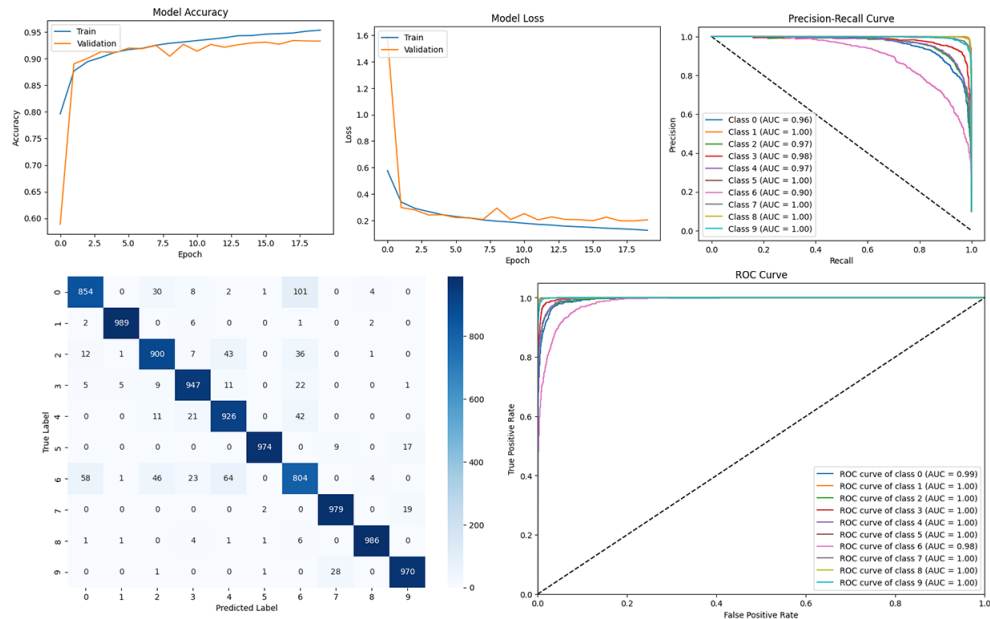 Model Accuracy
Train
Validation
0.95
0.90
0.85
0.80
0.75
0.70
0.65
0.60
Accuracy
0.0 2.5 5.0 7.5 10.0 12.5 15.0 17.5
Epoch
Model Loss
Train
Validation
1.6
1.4
1.2
1.0
0.8
0.6
0.4
0.2
Loss
0.0 2.5 5.0 7.5 10.0 12.5 15.0 17.5
Epoch
Precision-Recall Curve
1.0
0.8
0.6
0.4
0.2
0.0
Precision
Class 0 (AUC = 0.96)
Class 1 (AUC = 1.00)
Class 2 (AUC = 0.97)
Class 3 (AUC = 0.98)
Class 4 (AUC = 0.97)
Class 5 (AUC = 1.00)
Class 6 (AUC = 0.90)
Class 7 (AUC = 1.00)
Class 8 (AUC = 1.00)
Class 9 (AUC = 1.00)
0.0 0.2 0.4 0.6 0.8 1.0
Recall
True Label
0 854 0 30 8 2 1 101 0 4 0
1 2 989 0 6 0 0 1 0 2 0
2 12 1 900 7 43 0 36 0 1 0
3 5 5 9 947 11 0 22 0 0 1
4 0 0 11 21 926 0 42 0 0 0
5 0 0 0 0 0 974 0 9 0 17
6 58 1 46 23 64 0 804 0 4 0
7 0 0 0 0 0 2 0 979 0 19
8 1 1 0 4 1 1 6 0 986 0
9 0 0 1 0 0 1 0 28 0 970
0 1 2 3 4 5 6 7 8 9
Predicted Label
800
600
400
200
0
ROC Curve
1.0
0.8
0.6
0.4
0.2
0.0
True Positive Rate
ROC curve of class 0 (AUC = 0.99)
ROC curve of class 1 (AUC = 1.00)
ROC curve of class 2 (AUC = 1.00)
ROC curve of class 3 (AUC = 1.00)
ROC curve of class 4 (AUC = 1.00)
ROC curve of class 5 (AUC = 1.00)
ROC curve of class 6 (AUC = 0.98)
ROC curve of class 7 (AUC = 1.00)
ROC curve of class 8 (AUC = 1.00)
ROC curve of class 9 (AUC = 1.00)
0.0 0.2 0.4 0.6 0.8 1.0
False Positive Rate